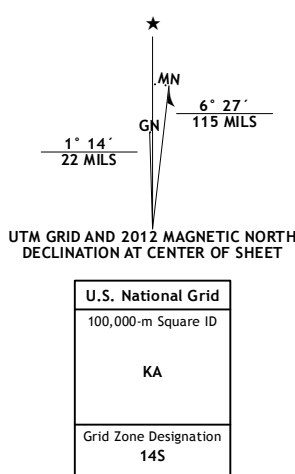 ★
MN
GN
6° 27´
115 MILS
1° 14´
22 MILS
UTM GRID AND 2012 MAGNETIC NORTH
DECLINATION AT CENTER OF SHEET
U.S. National Grid
100,000-m Square ID
KA
Grid Zone Designation
14S